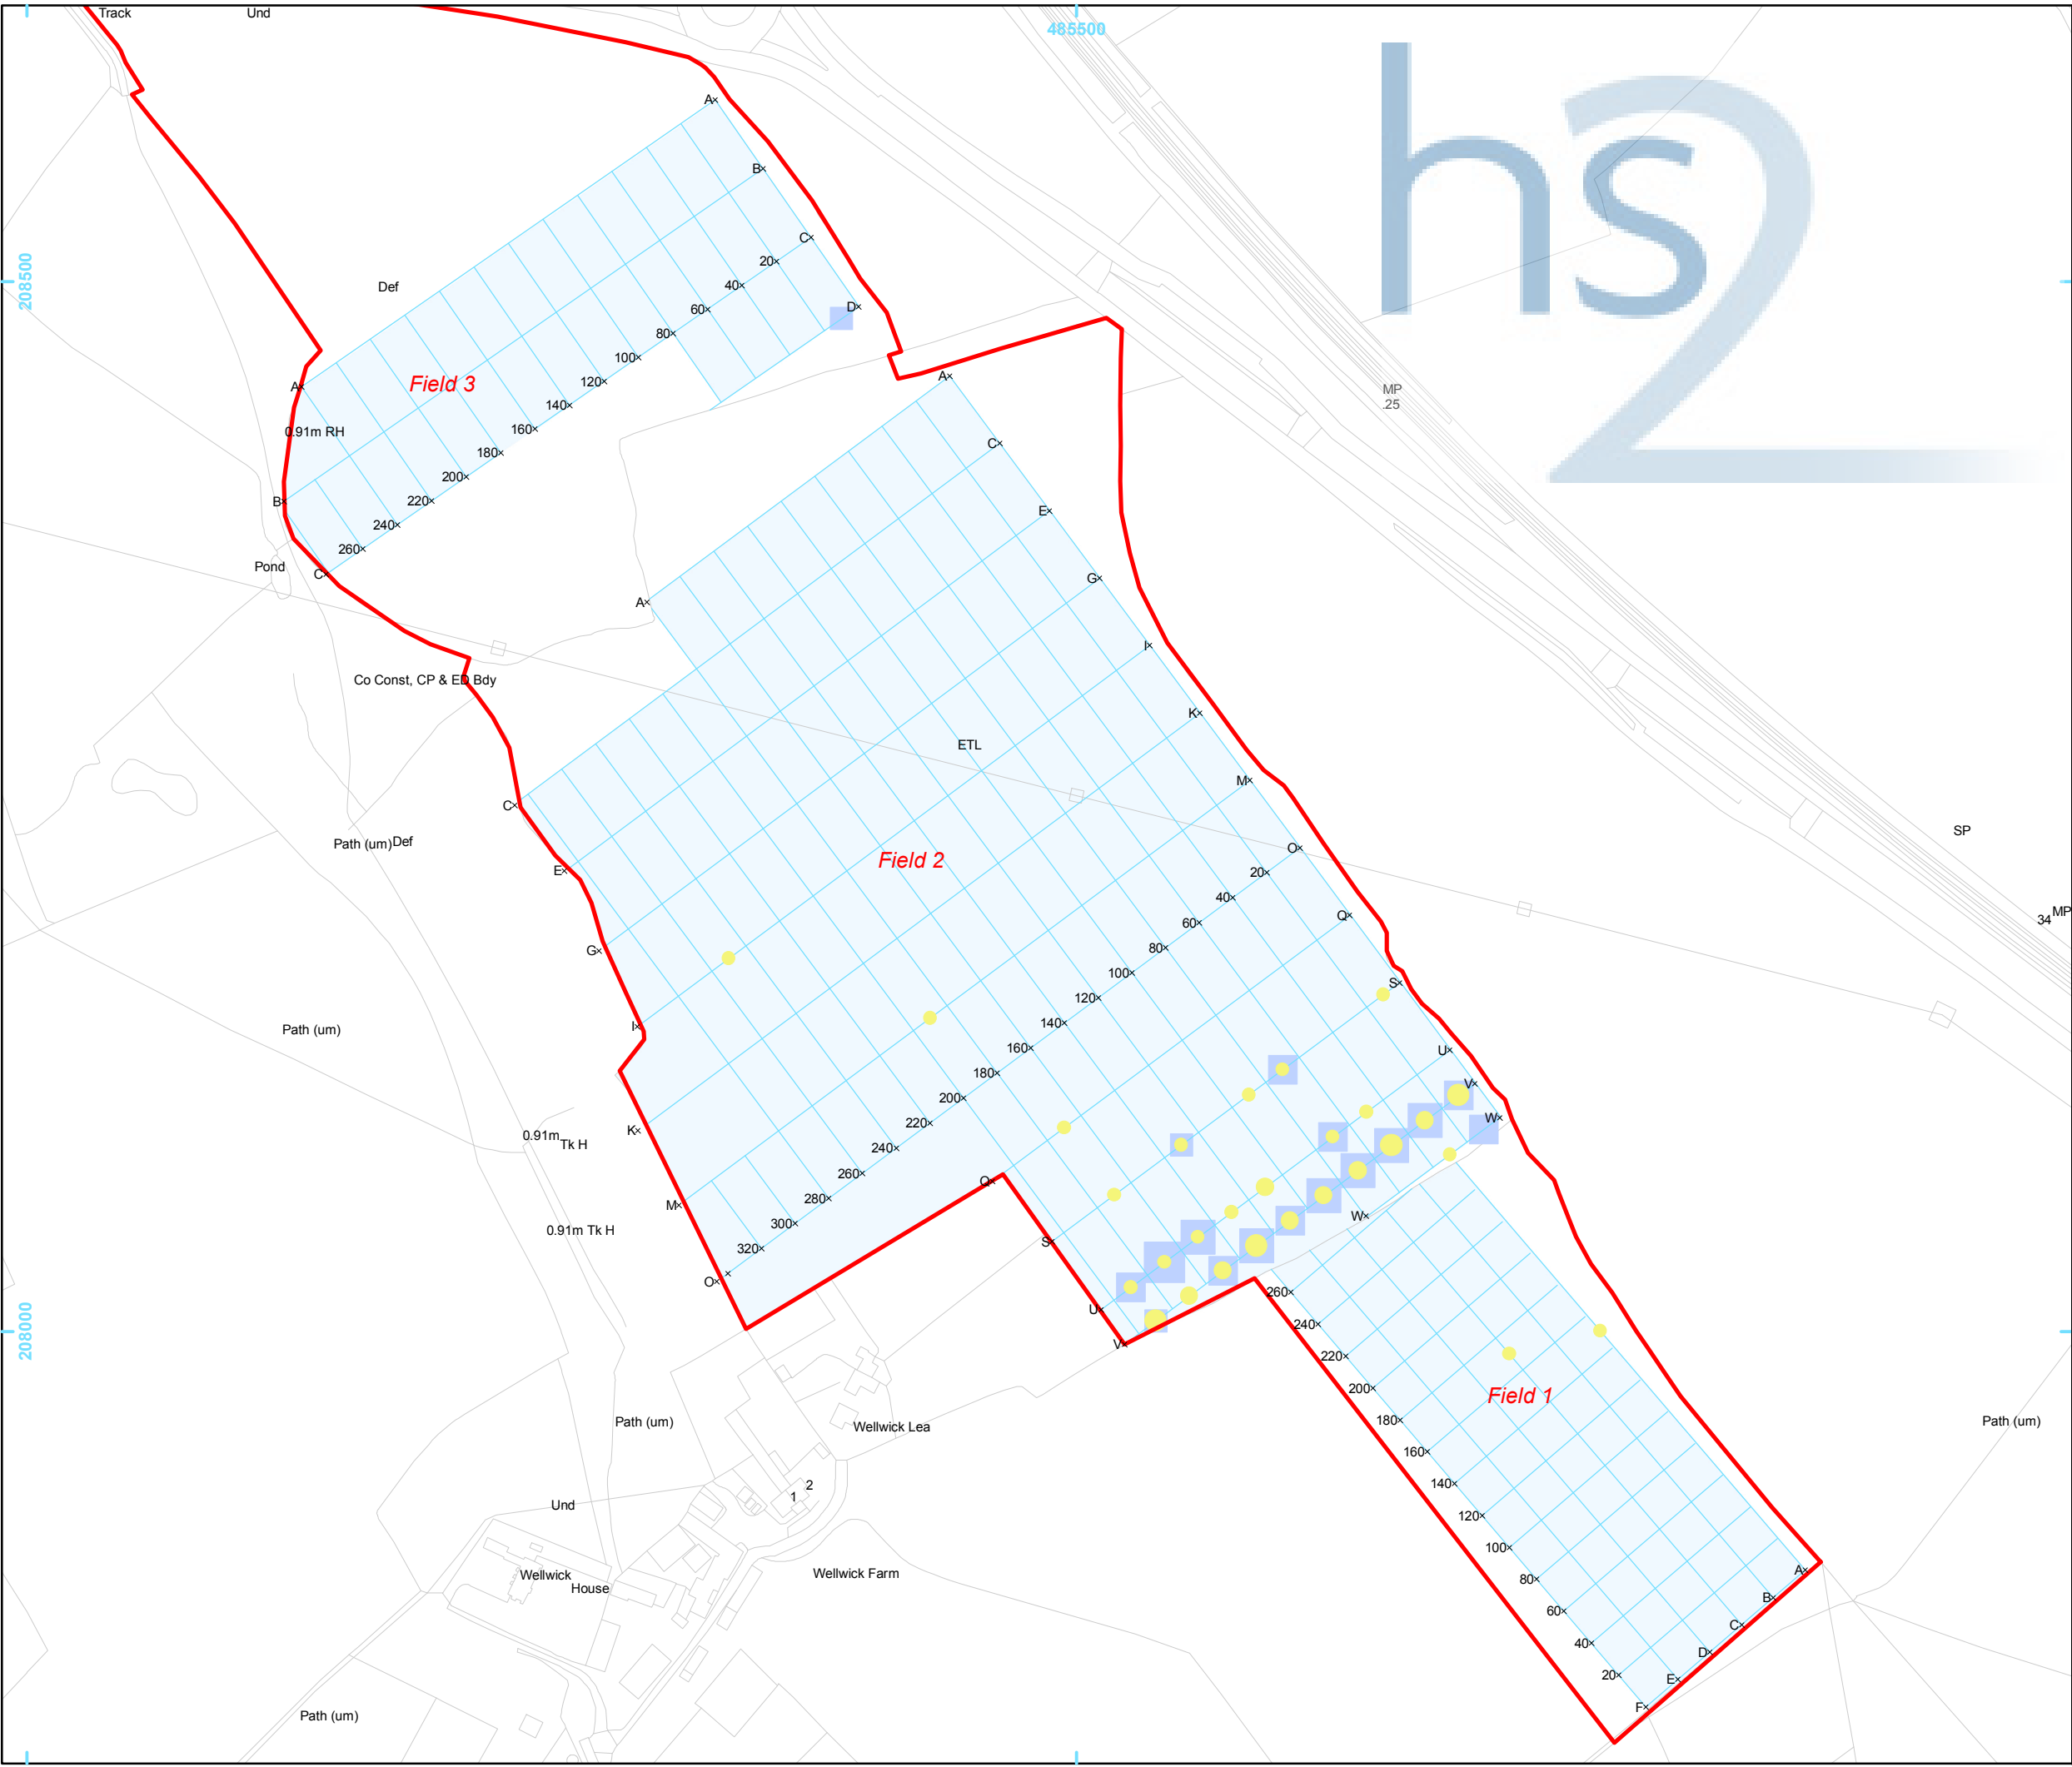 Track
Und
485500
hs2
A×
B×
C×
20×
40×
D×
60×
80×
100×
120×
140×
160×
180×
200×
220×
240×
260×
208500
Def
A×
Field 3
0.91m RH
B×
Pond
C×
MP
.25
A×
C×
E×
G×
I×
K×
M×
O×
Q×
S×
U×
V×
W×
A×
Co Const, CP & ED Bdy
ETL
C×
Path (um)
Def
E×
Field 2
SP
34
MP
G×
20×
40×
60×
80×
100×
120×
140×
160×
180×
200×
220×
240×
260×
280×
300×
320×
I×
Path (um)
K×
0.91m
Tk H
M×
0.91m Tk H
O×
×
Q×
S×
U×
V×
W×
208000
260×
240×
220×
200×
180×
160×
140×
120×
100×
80×
60×
40×
20×
Field 1
A×
B×
C×
D×
E×
F×
Path (um)
Path (um)
Wellwick Lea
2
1
Und
Wellwick
House
Wellwick Farm
Path (um)